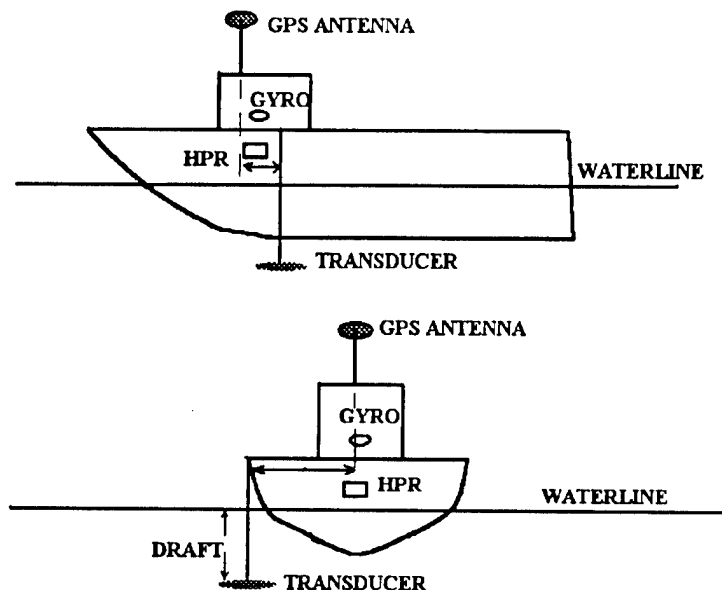 GPS ANTENNA
GYRO
HPR
WATERLINE
TRANSDUCER
GPS ANTENNA
GYRO
HPR
WATERLINE
DRAFT
TRANSDUCER